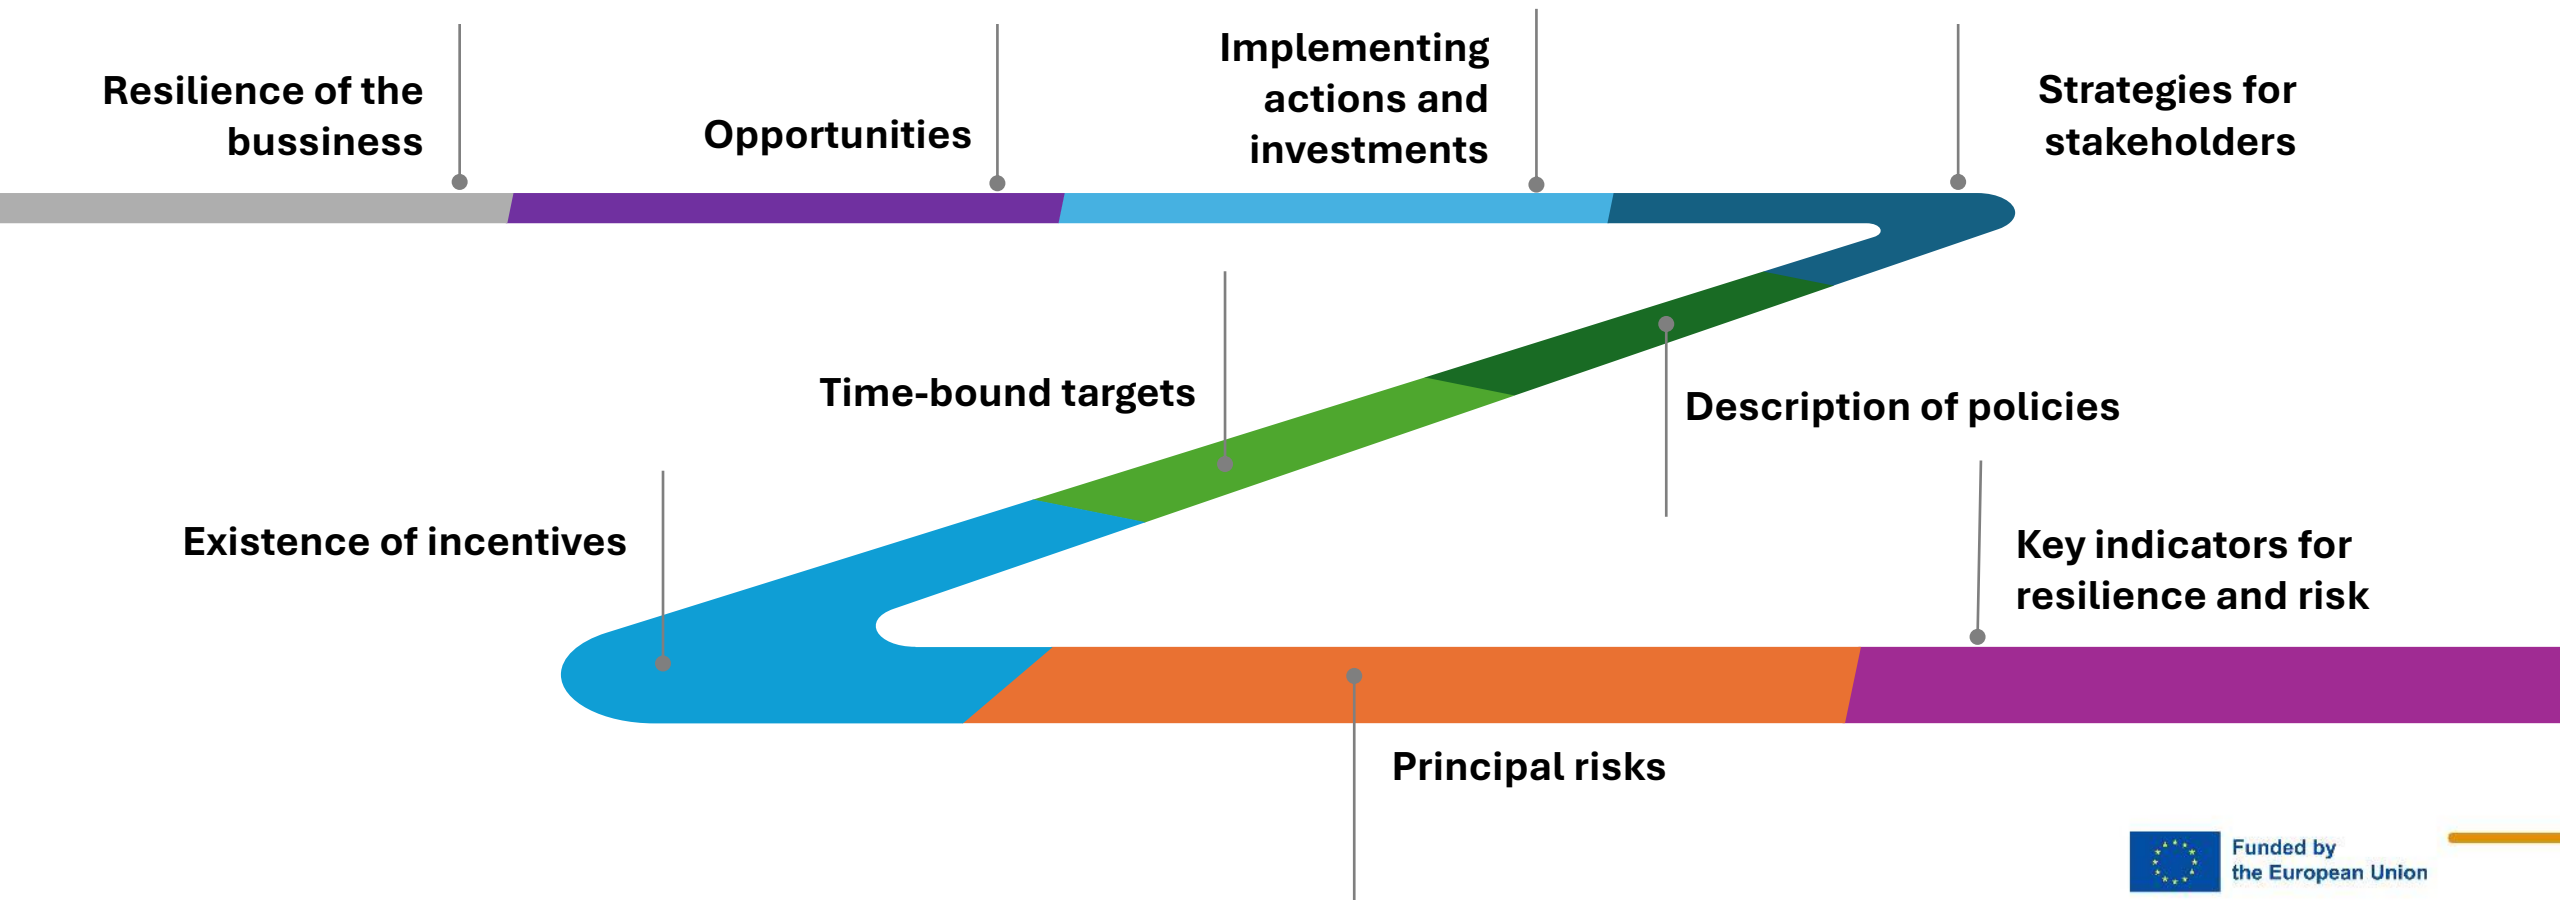 Resilience of the
bussiness
Opportunities
Implementing
actions and
investments
Strategies for
stakeholders
Time-bound targets
Description of policies
Existence of incentives
Key indicators for
resilience and risk
Principal risks
Funded by
the European Union